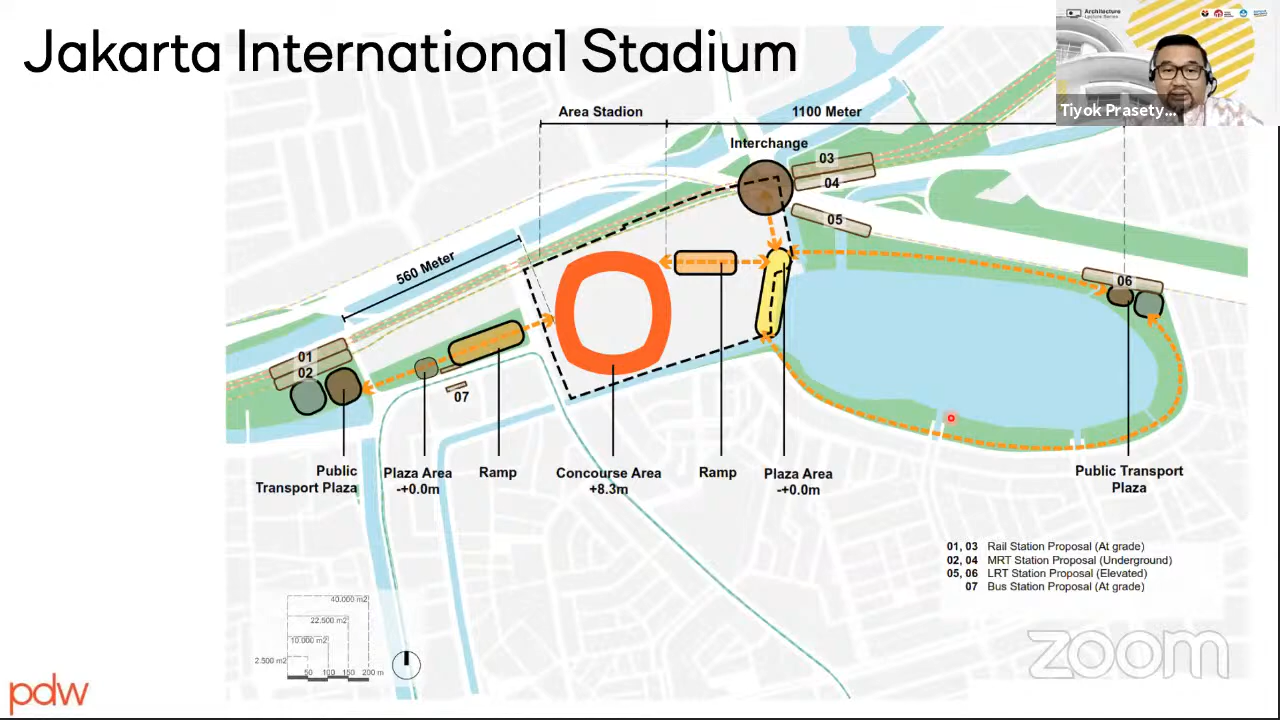 Jakarta International Stadium
Architecture
Lecture Series
Tiyok Prasety...
Area Stadion
1100 Meter
Interchange
03
04
05
560 Meter
06
01
02
07
Public
Transport Plaza
Plaza Area
-+0.0m
Ramp
Concourse Area
+8.3m
Ramp
Plaza Area
-+0.0m
Public Transport
Plaza
01, 03 Rail Station Proposal (At grade)
02, 04 MRT Station Proposal (Underground)
05, 06 LRT Station Proposal (Elevated)
07 Bus Station Proposal (At grade)
40.000 m2
22.500 m2
10.000 m2
2.500 m2
50 100 150 200 m
zoom
pdw